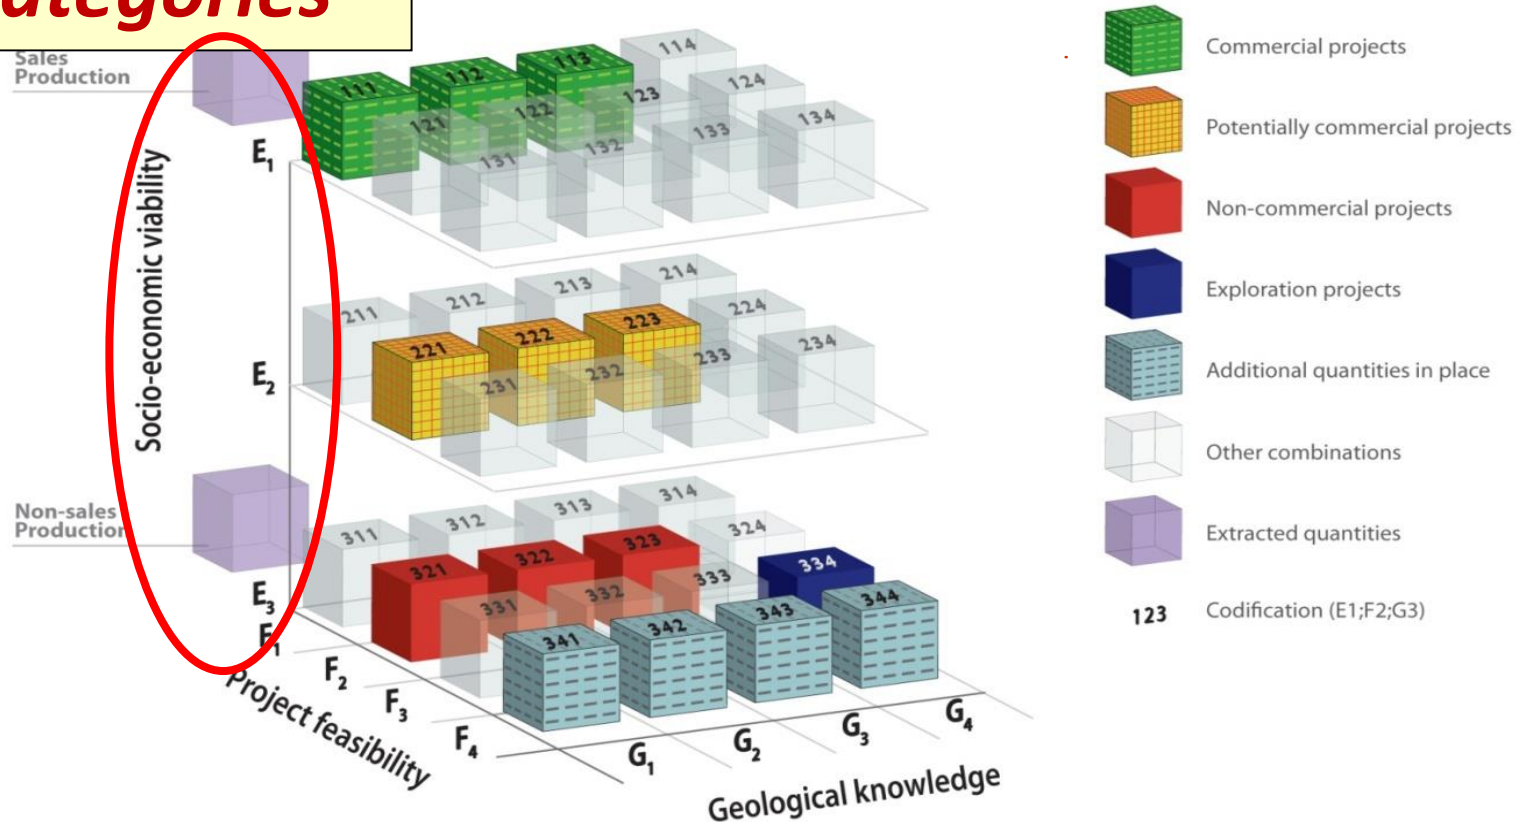 ategories
Sales
Production
111
112
113
114
121
122
123
124
131
132
133
134
E1
Socio-economic viability
211
212
213
214
221
222
223
224
231
232
233
234
E2
Non-sales
Production
311
312
313
314
321
322
323
324
331
332
333
334
341
342
343
344
E3
F1
F2
F3
F4
Project feasibility
G1
G2
G3
G4
Geological knowledge
Commercial projects
Potentially commercial projects
Non-commercial projects
Exploration projects
Additional quantities in place
Other combinations
Extracted quantities
123 Codification (E1;F2;G3)